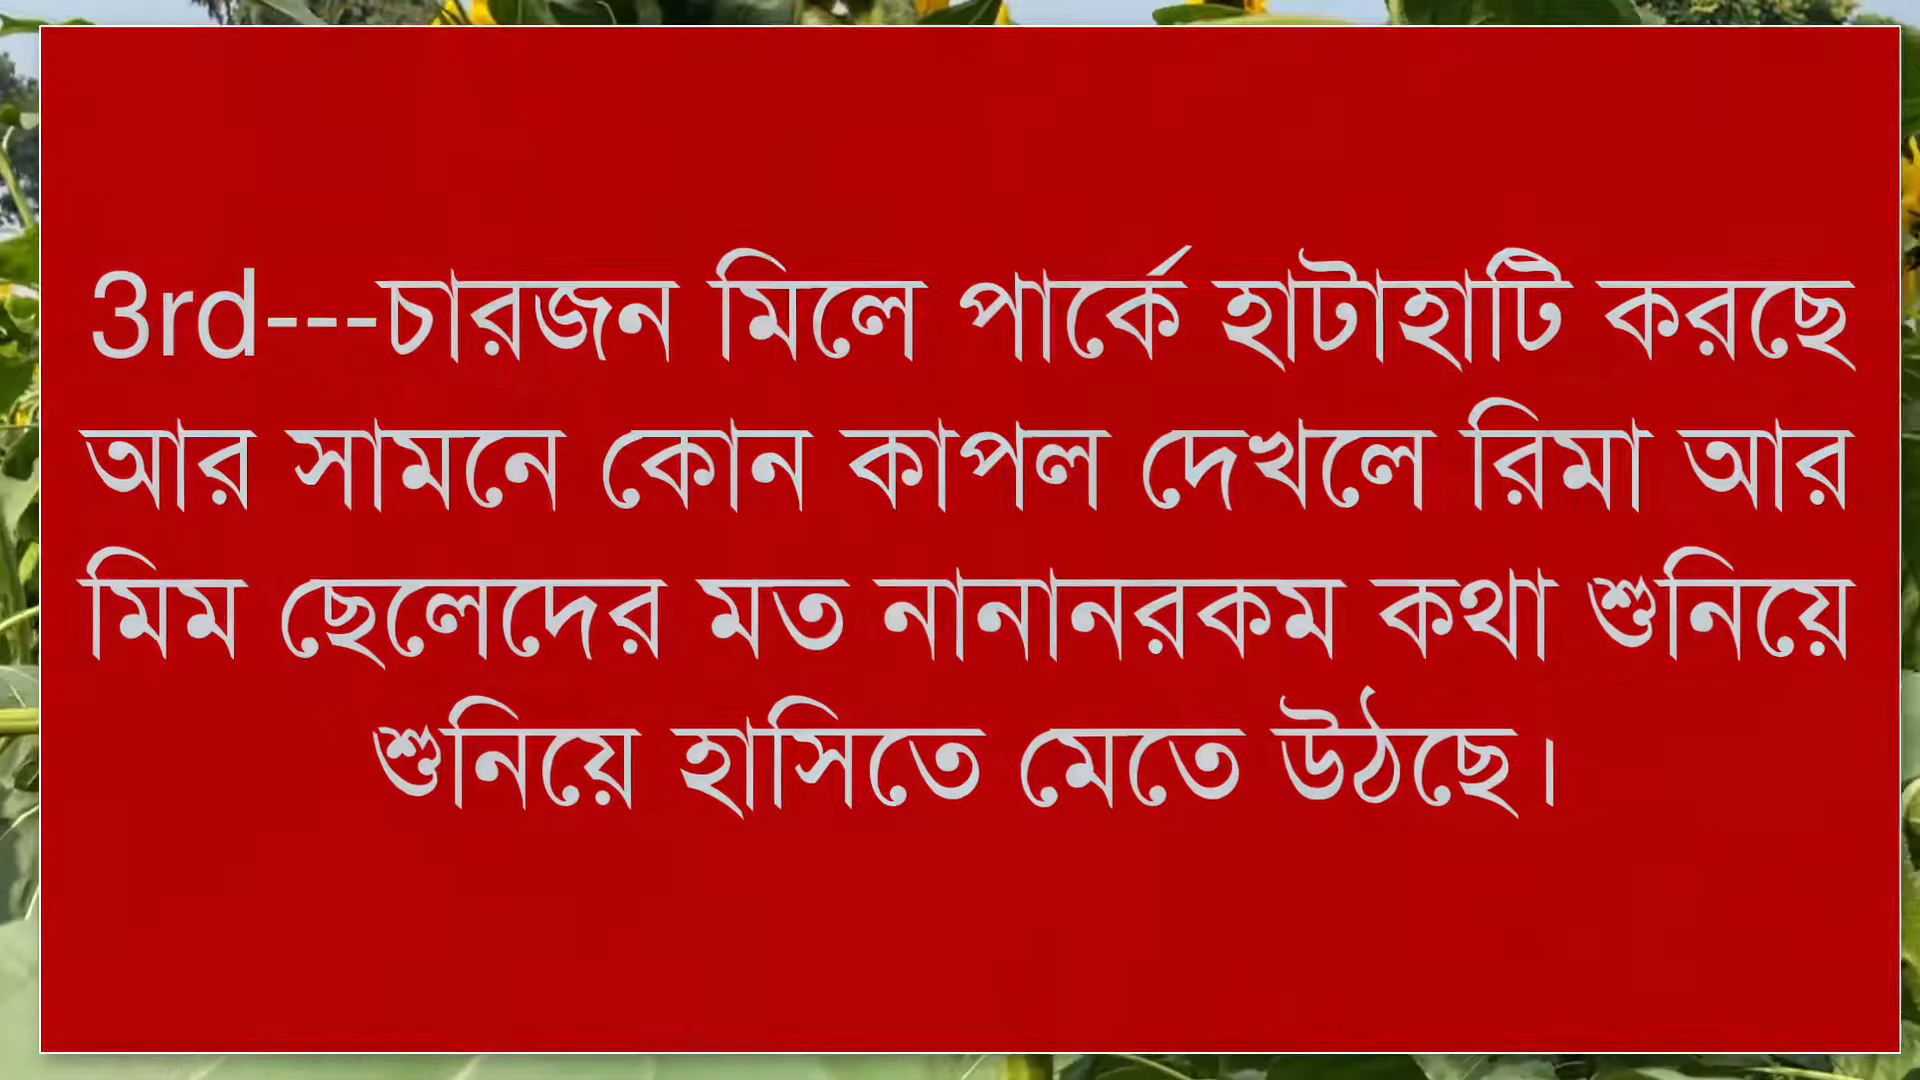 3rd---চারজন মিলে পার্কে হাটাহাটি করছে
আর সামনে কোন কাপল দেখলে রিমা আর
মিম ছেলেদের মত নানানরকম কথা শুনিয়ে
শুনিয়ে হাসিতে মেতে উঠছে।